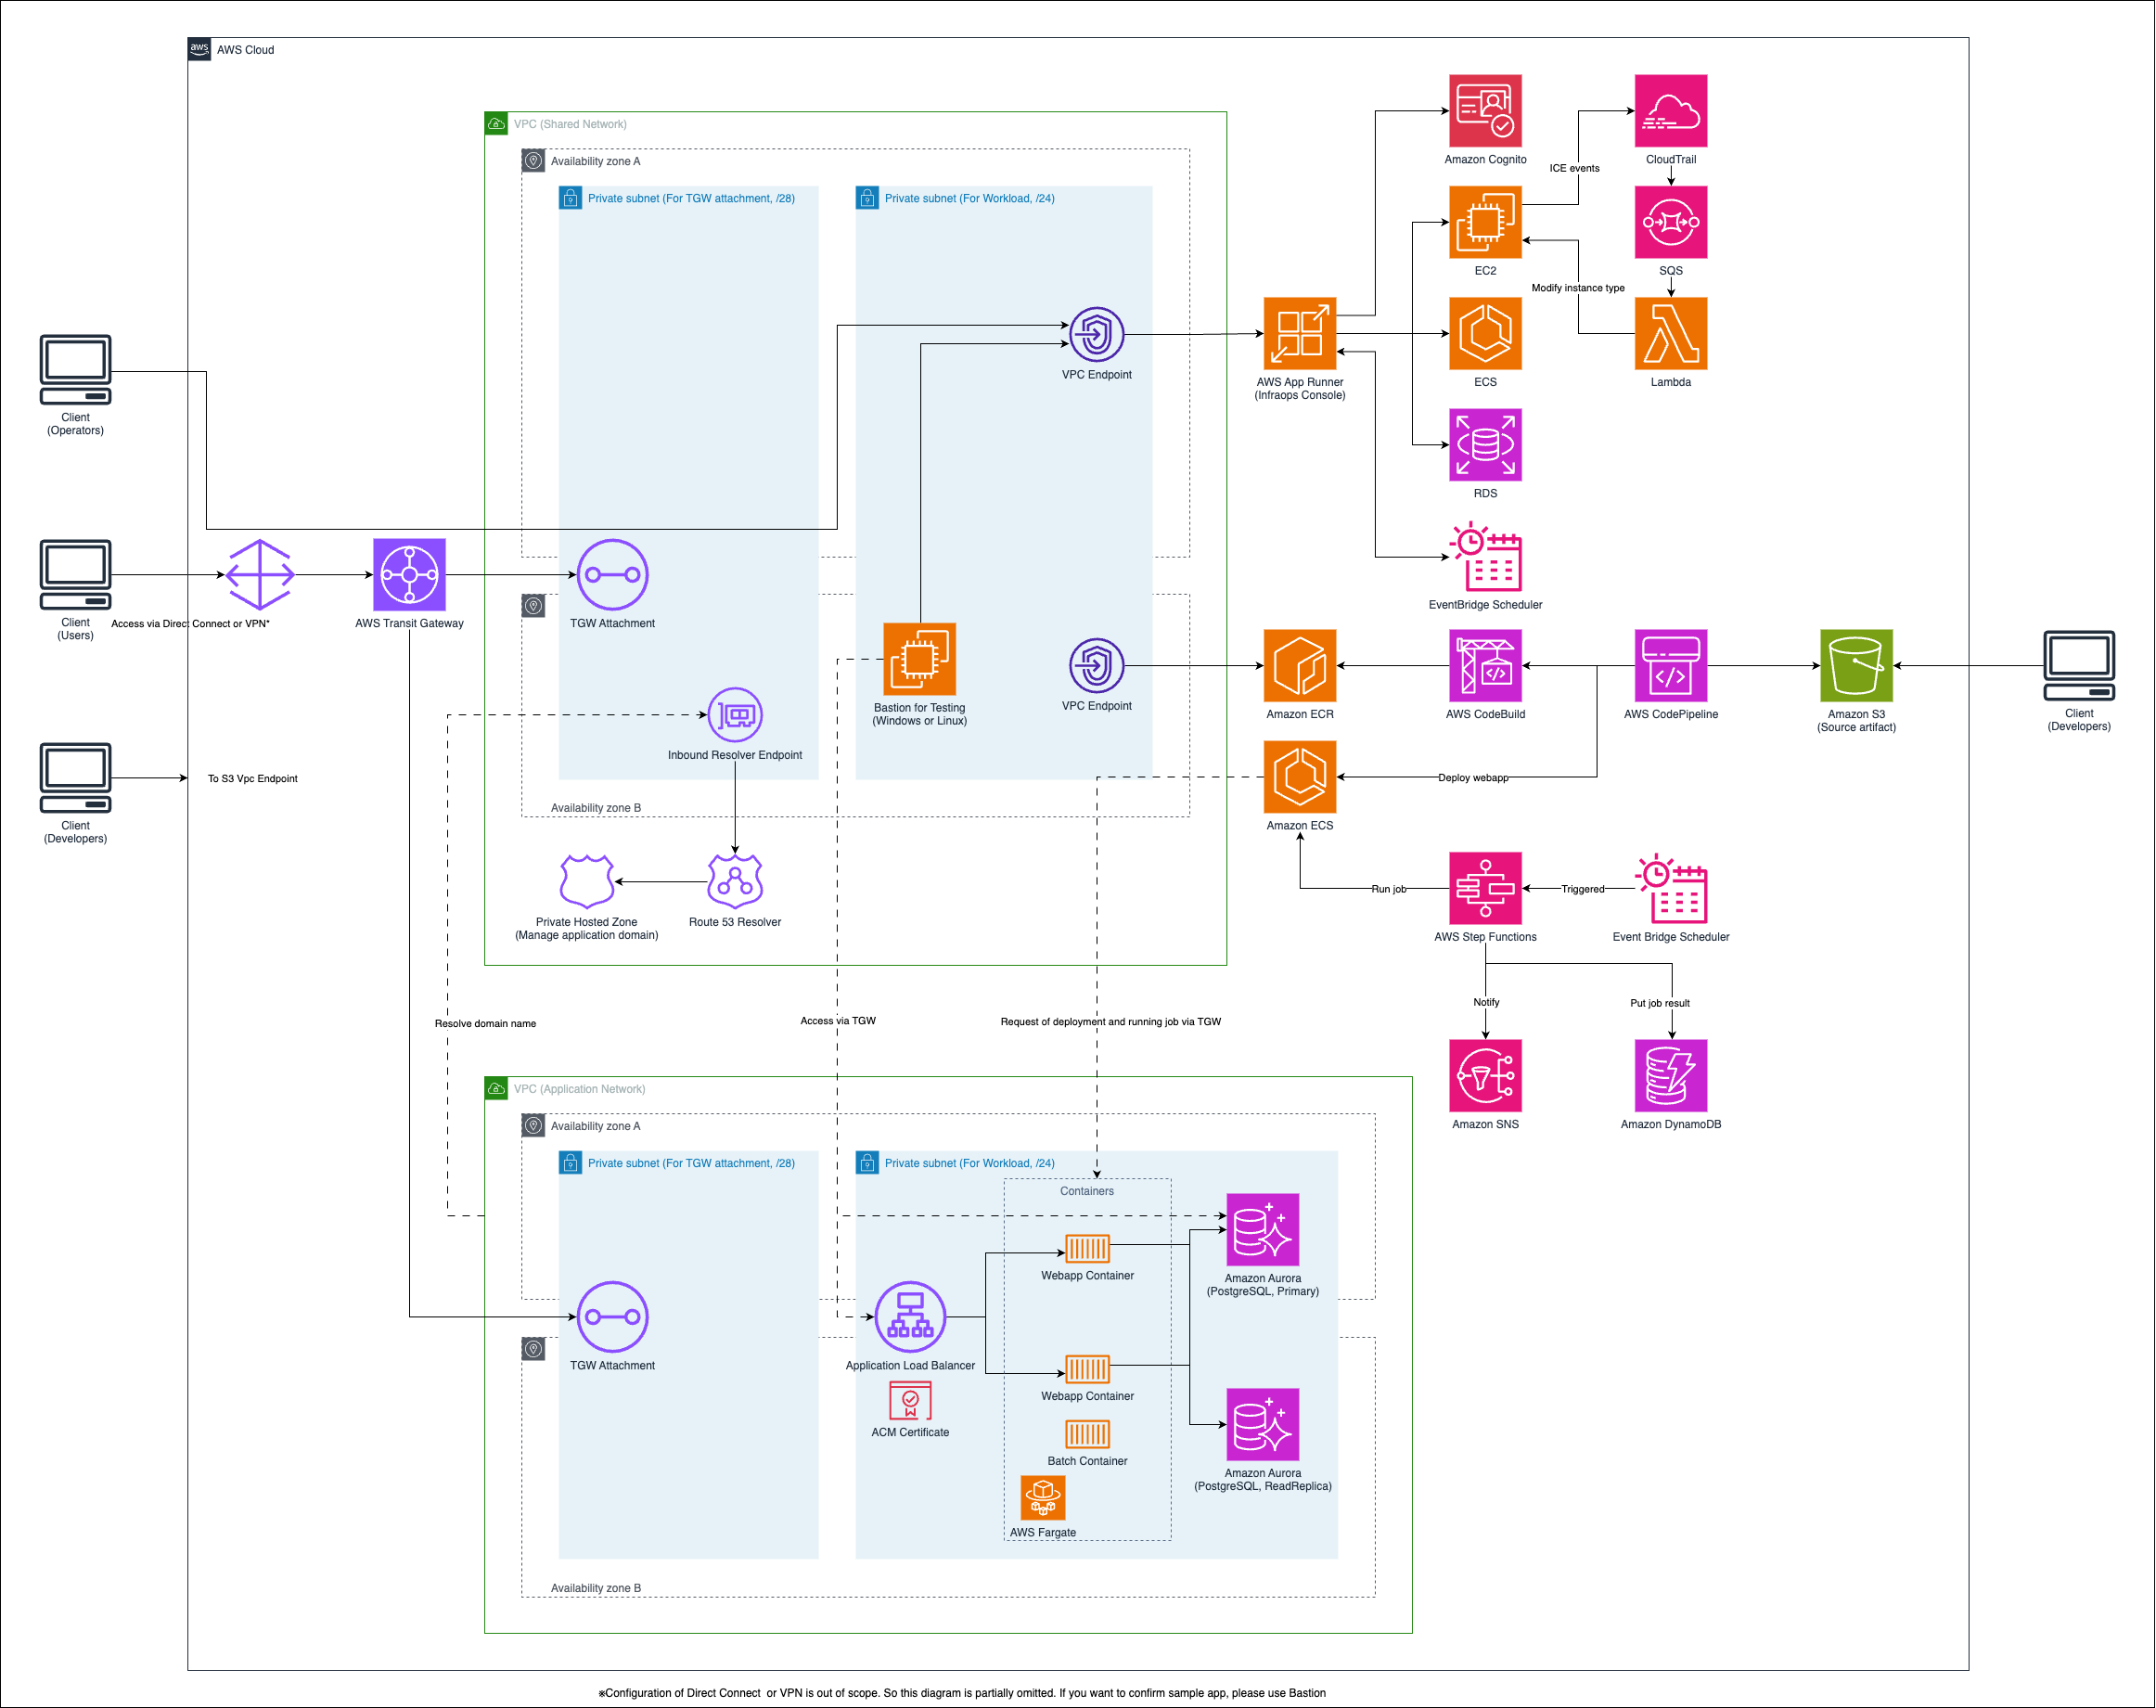 aws
AWS Cloud
VPC (Shared Network)
Availability zone A
Private subnet (For TGW attachment, /28)
Private subnet (For Workload, /24)
Amazon Cognito
CloudTrail
ICE events
EC2
SQS
Modify instance type
VPC Endpoint
AWS App Runner
(Infraops Console)
ECS
Lambda
Client
(Operators)
RDS
EventBridge Scheduler
Client
(Users)
Access via Direct Connect or VPN*
AWS Transit Gateway
TGW Attachment
Bastion for Testing
(Windows or Linux)
VPC Endpoint
Amazon ECR
AWS CodeBuild
AWS CodePipeline
Amazon S3
(Source artifact)
Client
(Developers)
Inbound Resolver Endpoint
To S3 Vpc Endpoint
Deploy webapp
Client
(Developers)
Availability zone B
Amazon ECS
Run job
Triggered
Private Hosted Zone
(Manage application domain)
Route 53 Resolver
AWS Step Functions
Event Bridge Scheduler
Notify
Put job result
Resolve domain name
Access via TGW
Request of deployment and running job via TGW
VPC (Application Network)
Amazon SNS
Amazon DynamoDB
Availability zone A
Private subnet (For TGW attachment, /28)
Private subnet (For Workload, /24)
Containers
Webapp Container
Amazon Aurora
(PostgreSQL, Primary)
TGW Attachment
Application Load Balancer
Webapp Container
ACM Certificate
Batch Container
Amazon Aurora
(PostgreSQL, ReadReplica)
AWS Fargate
Availability zone B
※Configuration of Direct Connect  or VPN is out of scope. So this diagram is partially omitted. If you want to confirm sample app, please use Bastion